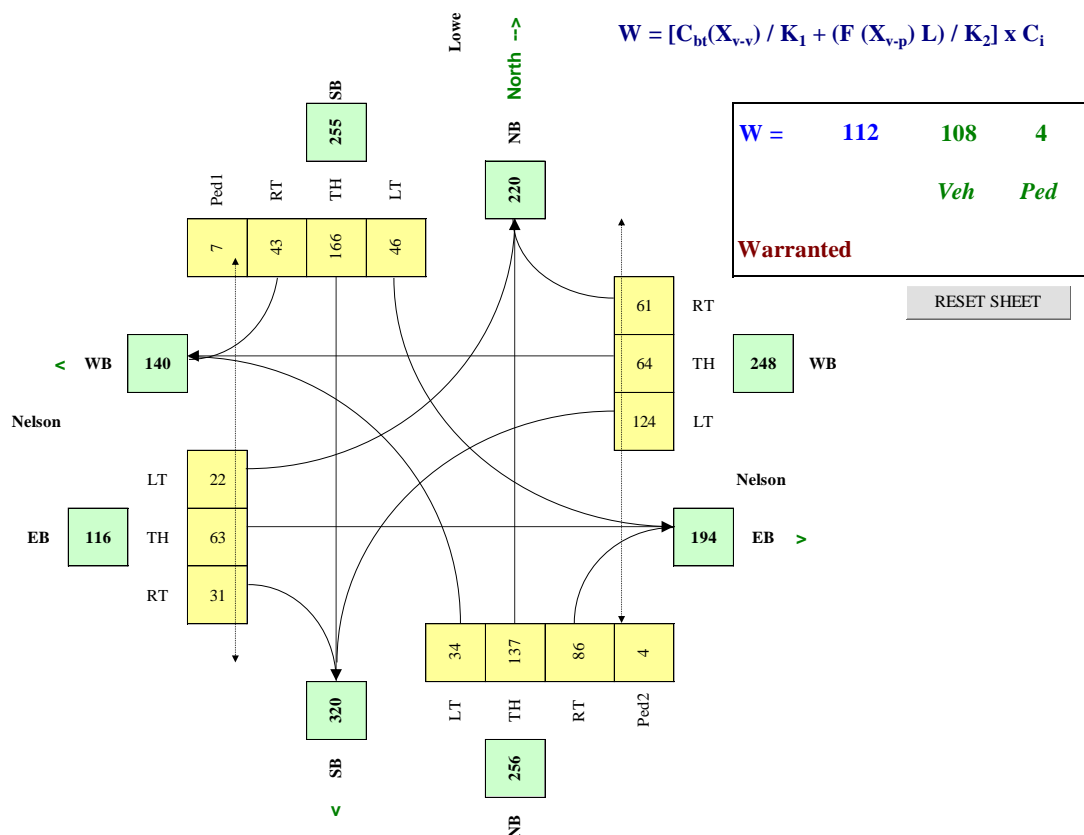 Lowe
North -->
W = [Cbt(Xv-v) / K1 + (F (Xv-p) L) / K2] x Ci
SB
255
NB
220
W = 112 108 4
Veh Ped
Warranted
RESET SHEET
Ped1 RT TH LT
7 43 166 46
61 RT
< WB 140
64 TH 248 WB
124 LT
Nelson
LT 22
Nelson
EB 116 TH 63
194 EB >
RT 31
34 137 86 4
LT TH RT Ped2
320
SB
<
256
NB